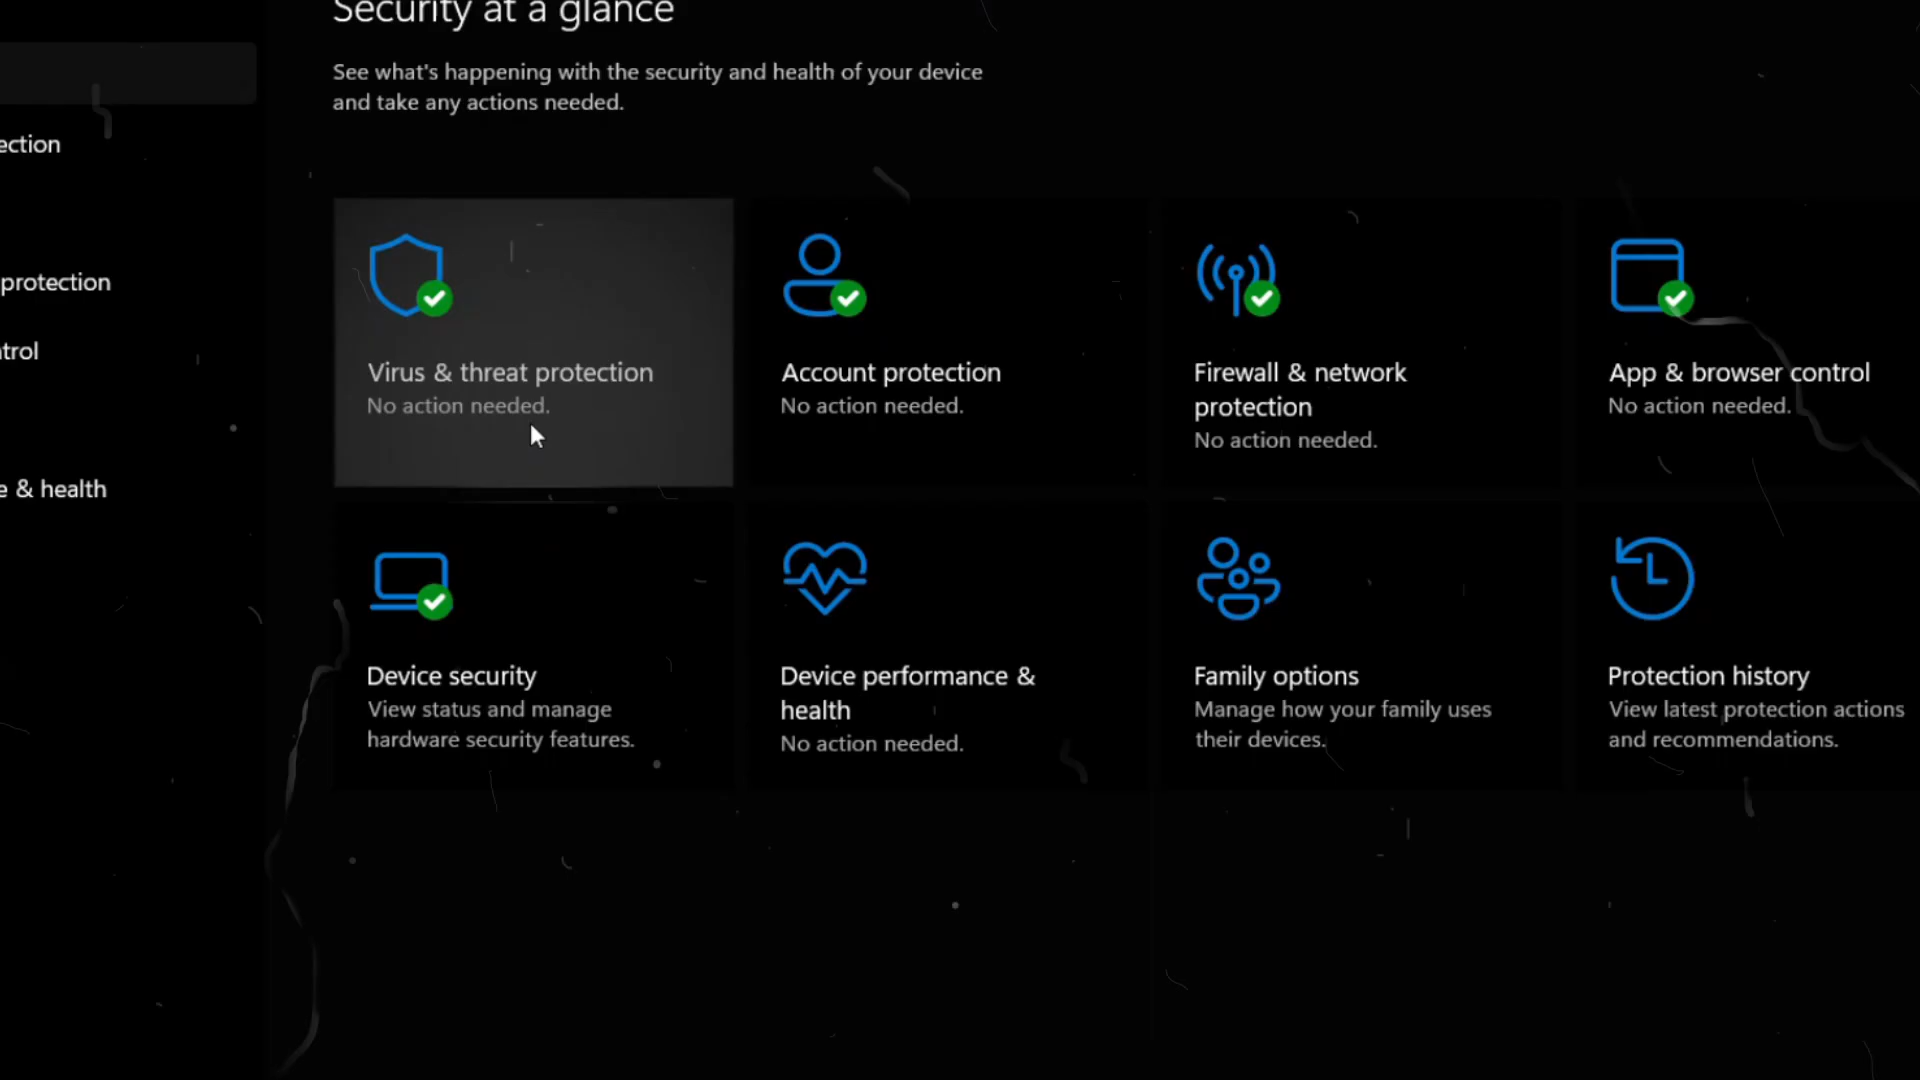 Security at a glance
See what's happening with the security and health of your device
and take any actions needed.
ection
protection
trol
e & health
Virus & threat protection
No action needed.
Account protection
No action needed.
Firewall & network
protection
No action needed.
App & browser control
No action needed.
Device security
View status and manage
hardware security features.
Device performance &
health
No action needed.
Family options
Manage how your family uses
their devices.
Protection history
View latest protection actions
and recommendations.